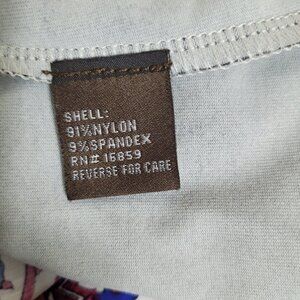 SHELL:
91%NYLON
9%SPANDEX
RN# 16859
REVERSE FOR CARE